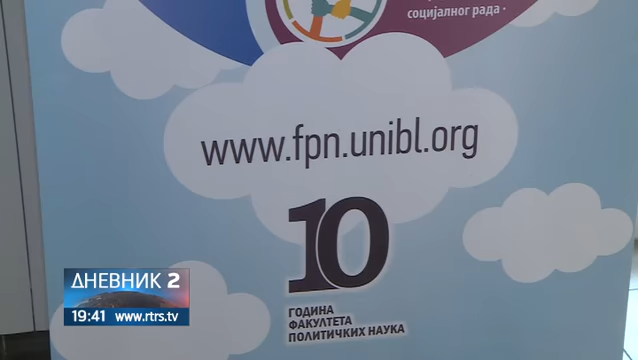 социјалног рада ·
www.fpn.unibl.org
10
ГОДИНА
ФАКУЛТЕТА
ПОЛИТИЧКИХ НАУКА
ДНЕВНИК 2
19:41 www.rtrs.tv